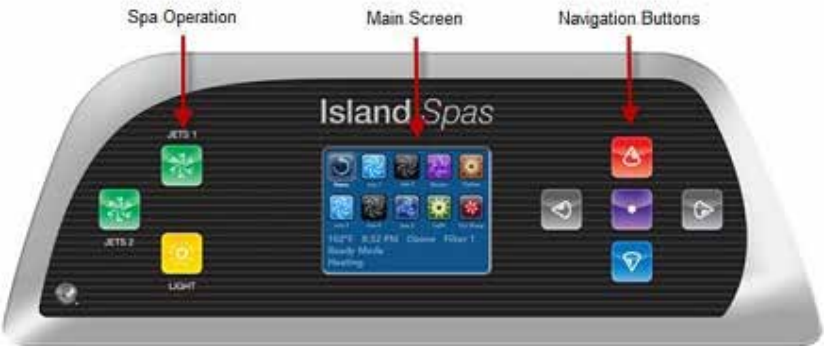 Spa Operation
Main Screen
Navigation Buttons
Island Spas
JETS 1
JETS 2
LIGHT
102°F 8:52 PM Ozone Filter 1
Ready Mode
Heating